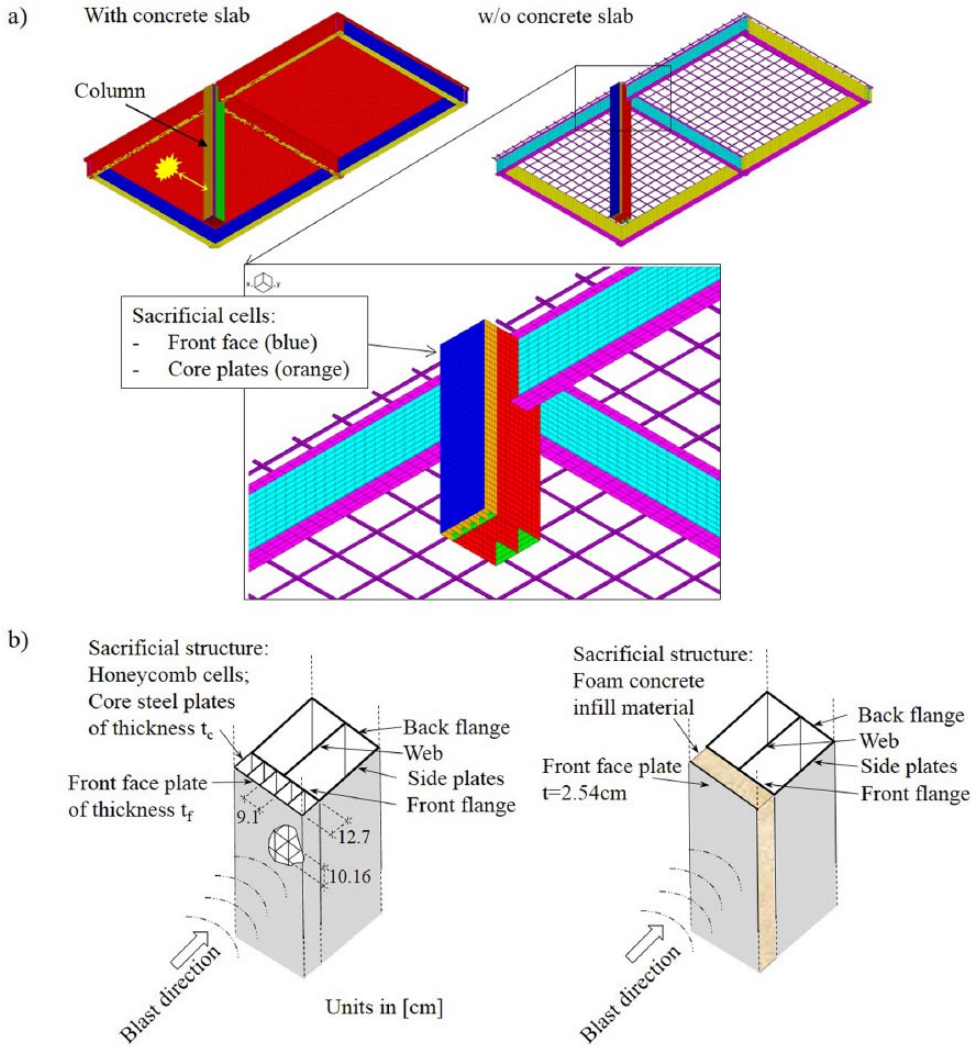 a)
With concrete slab
w/o concrete slab
Column
x
y
Sacrificial cells:
- Front face (blue)
- Core plates (orange)
b)
Sacrificial structure:
Honeycomb cells;
Core steel plates
of thickness tc
Back flange
Web
Side plates
Front flange
Front face plate
of thickness tf
9.1
12.7
10.16
Blast direction
Units in [cm]
Sacrificial structure:
Foam concrete
infill material
Back flange
Web
Side plates
Front flange
Front face plate
t=2.54cm
Blast direction